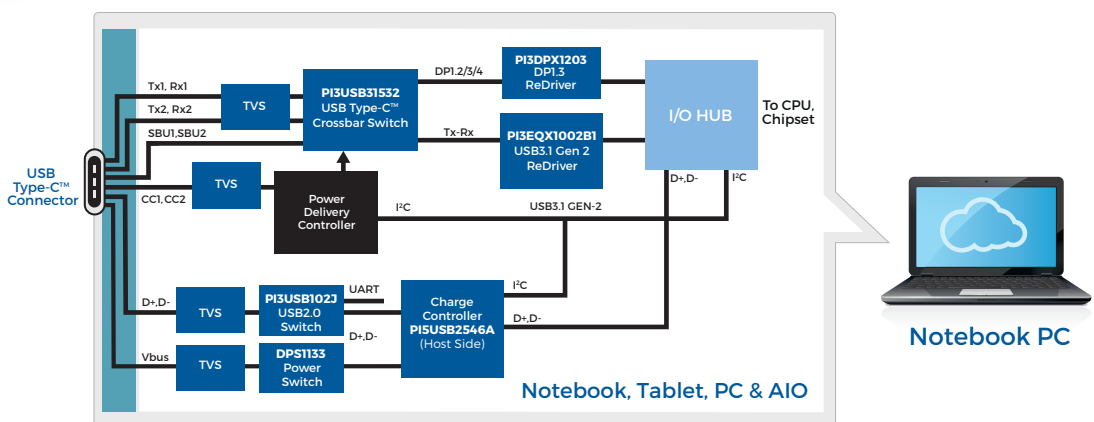 USB
Type-C™
Connector
Tx1, Rx1
Tx2, Rx2
SBU1,SBU2
CC1, CC2
D+,D-
Vbus
TVS
TVS
TVS
TVS
PI3USB31532
USB Type-C™
Crossbar Switch
Power
Delivery
Controller
PI3USB102J
USB2.0
Switch
DPS1133
Power
Switch
UART
D+,D-
DP1.2/3/4
Tx-Rx
I²C
USB3.1 GEN-2
PI3DPX1203
DP1.3
ReDriver
PI3EQX1002B1
USB3.1 Gen 2
ReDriver
Charge
Controller
PI5USB2546A
(Host Side)
I²C
D+,D-
I/O HUB
D+,D-
I²C
To CPU,
Chipset
Notebook, Tablet, PC & AIO
Notebook PC